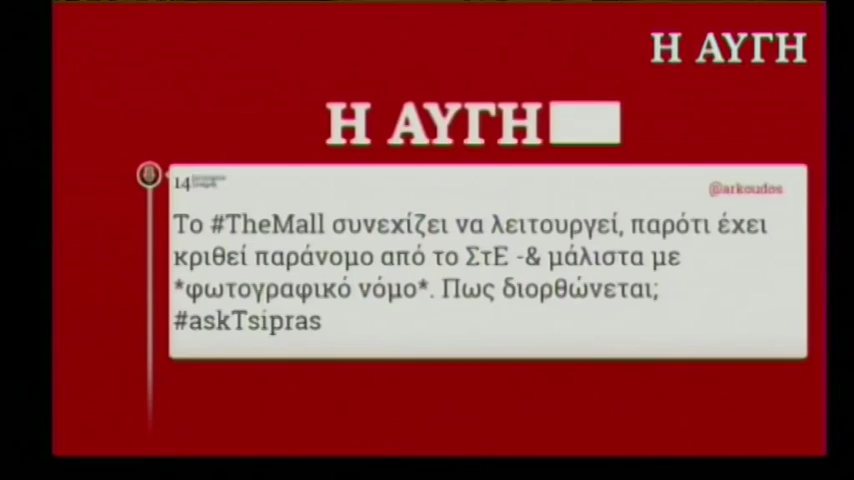 Η ΑΥΓΗ
Η ΑΥΓΗ
14
@arkoudos
Το #TheMall συνεχίζει να λειτουργεί, παρότι έχει
κριθεί παράνομο από το ΣτΕ -& μάλιστα με
*φωτογραφικό νόμο*. Πως διορθώνεται;
#askTsipras